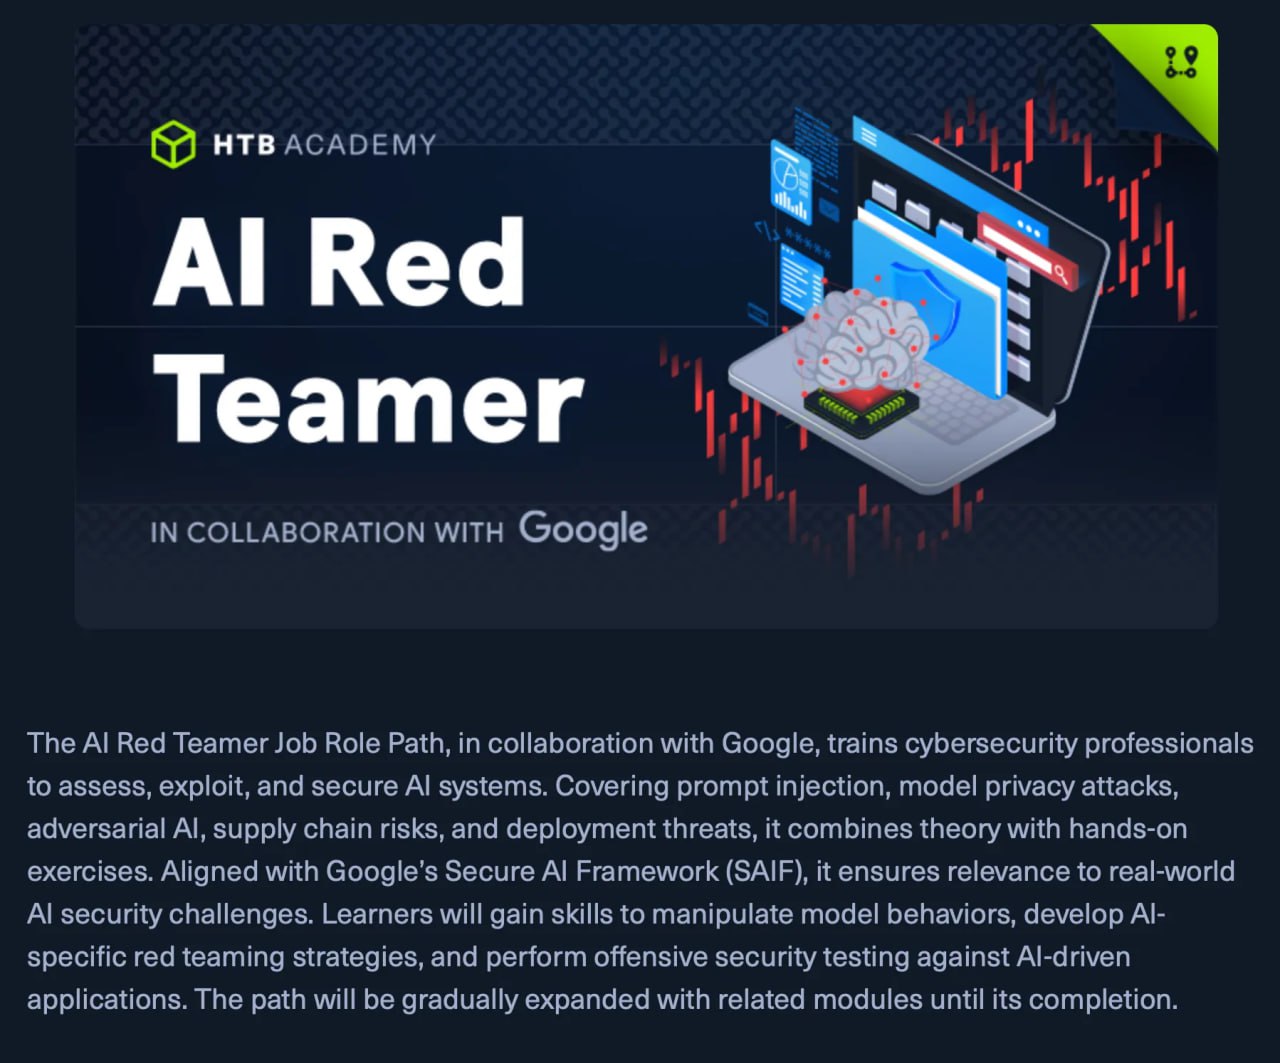 HTB ACADEMY
AI Red
Teamer
IN COLLABORATION WITH Google
The AI Red Teamer Job Role Path, in collaboration with Google, trains cybersecurity professionals
to assess, exploit, and secure AI systems. Covering prompt injection, model privacy attacks,
adversarial AI, supply chain risks, and deployment threats, it combines theory with hands-on
exercises. Aligned with Google’s Secure AI Framework (SAIF), it ensures relevance to real-world
AI security challenges. Learners will gain skills to manipulate model behaviors, develop AI-
specific red teaming strategies, and perform offensive security testing against AI-driven
applications. The path will be gradually expanded with related modules until its completion.